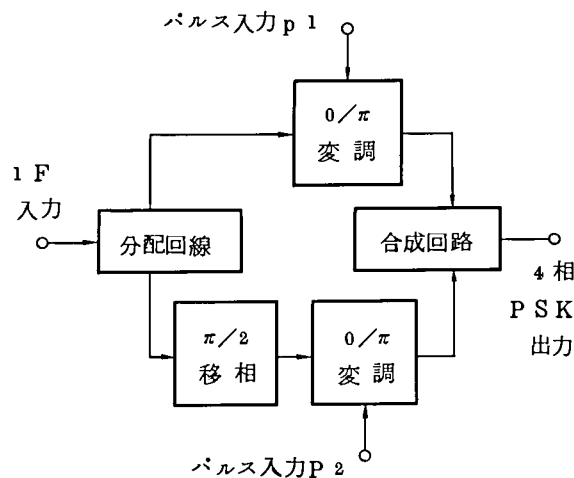 パルス入力p1
0/π
変調
1F
入力
分配回線
合成回路
4相
PSK
出力
π/2
移相
0/π
変調
パルス入力P2